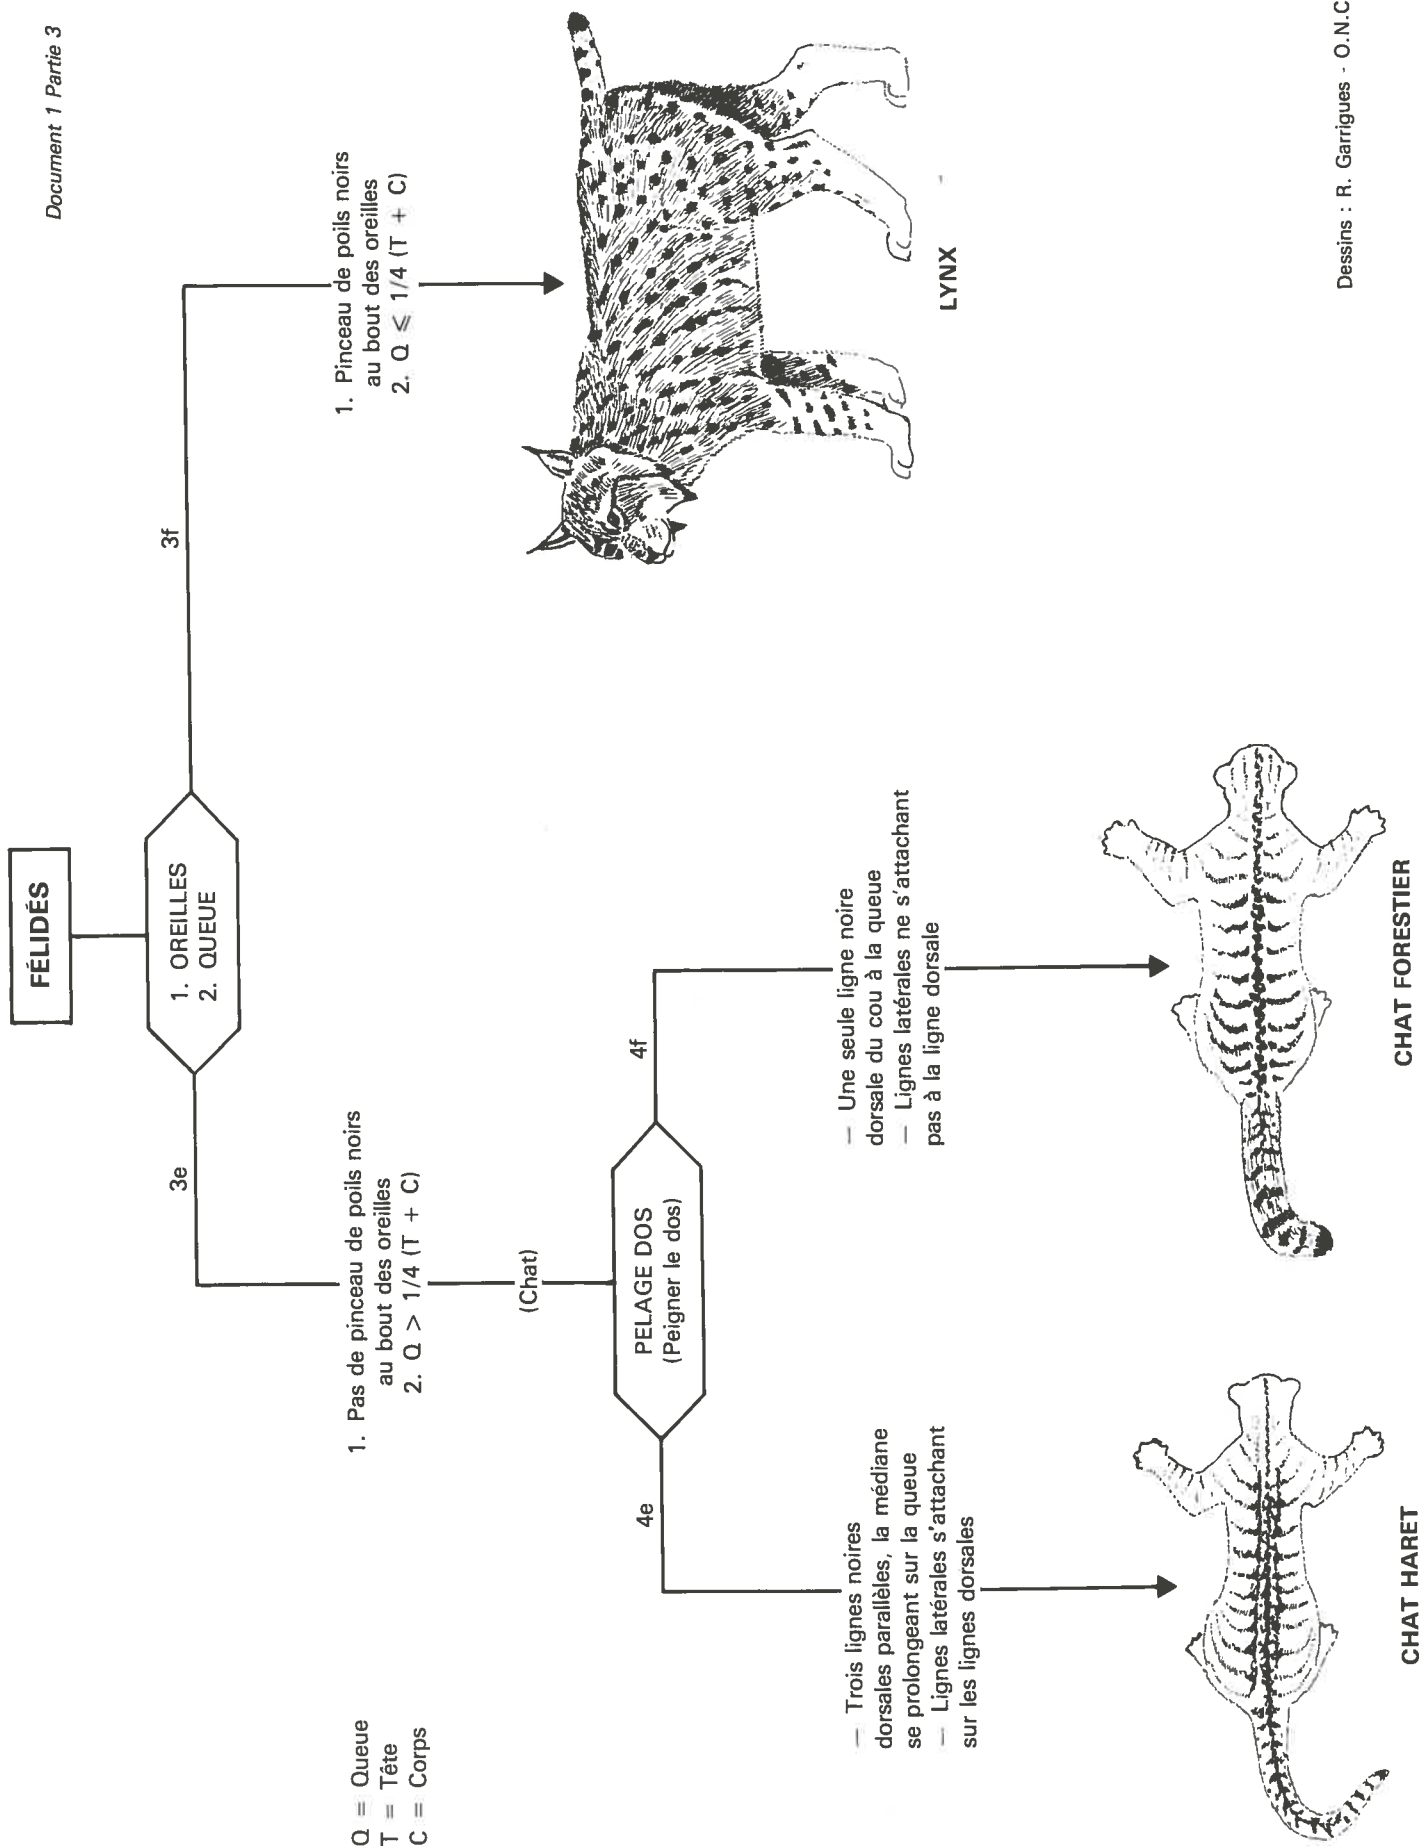 Document 1 Partie 3
FÉLIDÉS
1. OREILLES
2. QUEUE
3e
3f
Q = Queue
T = Tête
C = Corps
1. Pas de pinceau de poils noirs
au bout des oreilles
2. Q > 1/4 (T + C)
1. Pinceau de poils noirs
au bout des oreilles
2. Q ⩽ 1/4 (T + C)
(Chat)
PELAGE DOS
(Peigner le dos)
4e
4f
— Trois lignes noires
dorsales parallèles, la médiane
se prolongeant sur la queue
— Lignes latérales s'attachant
sur les lignes dorsales
— Une seule ligne noire
dorsale du cou à la queue
— Lignes latérales ne s'attachant
pas à la ligne dorsale
LYNX
CHAT HARET
CHAT FORESTIER
Dessins : R. Garrigues - O.N.C